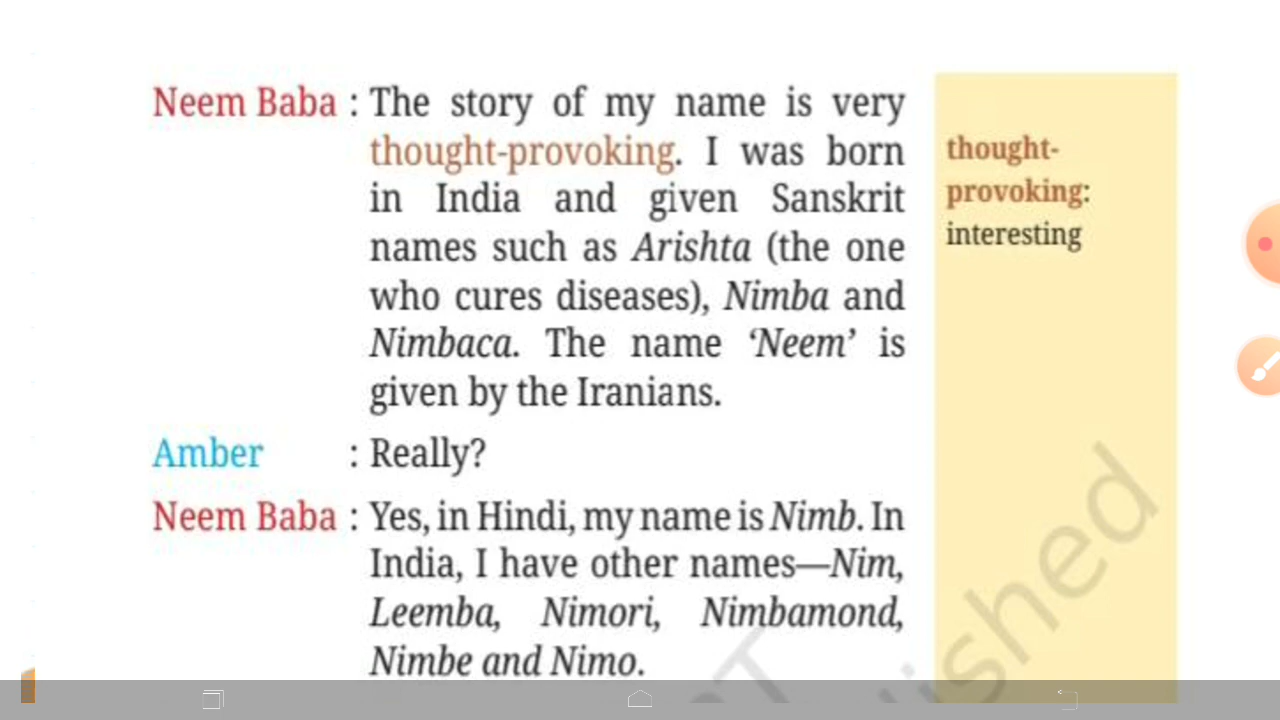 Neem Baba : The story of my name is very
thought-provoking. I was born
in India and given Sanskrit
names such as Arishta (the one
who cures diseases), Nimba and
Nimbaca. The name ‘Neem’ is
given by the Iranians.
Amber : Really?
Neem Baba : Yes, in Hindi, my name is Nimb. In
India, I have other names—Nim,
Leemba, Nimori, Nimbamond,
Nimbe and Nimo.
thought-
provoking:
interesting